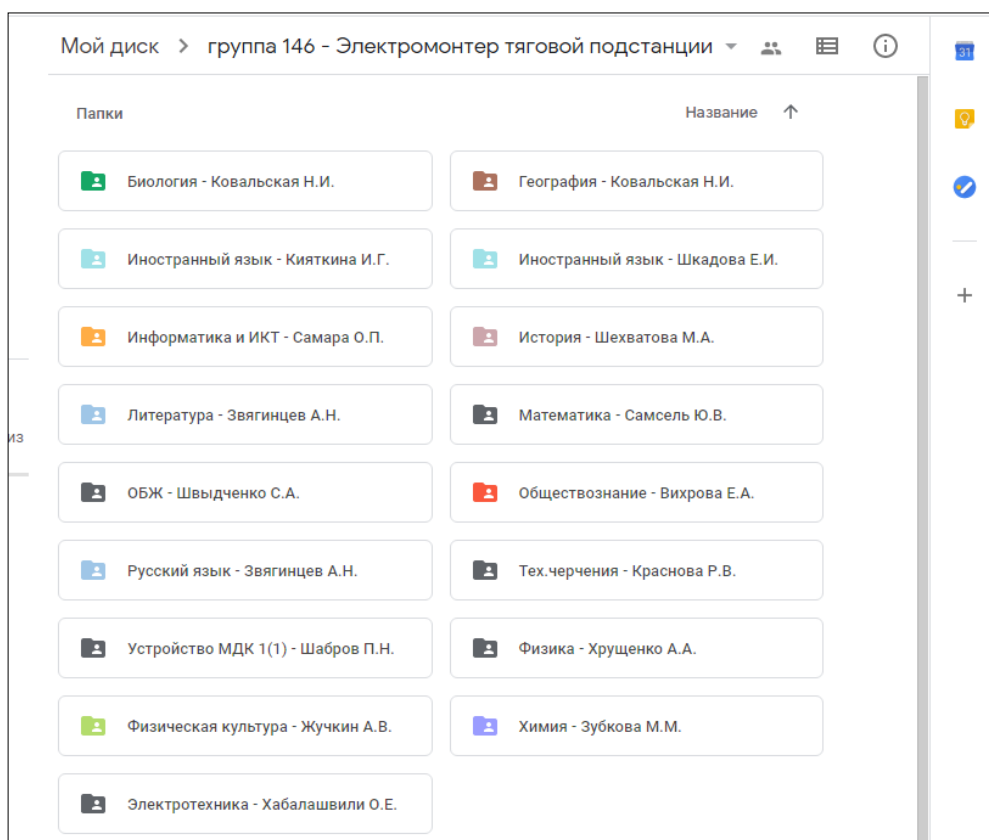 Мой диск > группа 146 - Электромонтер тяговой подстанции
31
Папки
Название
Биология - Ковальская Н.И.
География - Ковальская Н.И.
Иностранный язык - Кияткина И.Г.
Иностранный язык - Шкадова Е.И.
Информатика и ИКТ - Самара О.П.
История - Шехватова М.А.
Литература - Звягинцев А.Н.
Математика - Самсель Ю.В.
из
ОБЖ - Швыдченко С.А.
Обществознание - Вихрова Е.А.
Русский язык - Звягинцев А.Н.
Тех.черчения - Краснова Р.В.
Устройство МДК 1(1) - Шабров П.Н.
Физика - Хрущенко А.А.
Физическая культура - Жучкин А.В.
Химия - Зубкова М.М.
Электротехника - Хабалашвили О.Е.